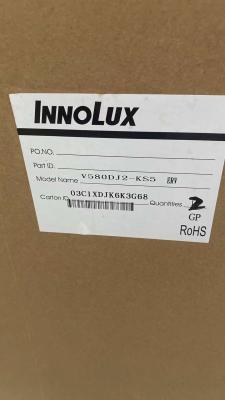 INNOLUX
P.O.NO.
Part ID.
Model Name V580DJ2-KS5
Carton ID 03C1XDJK6K3G68 Quantities 2
GP
RoHS